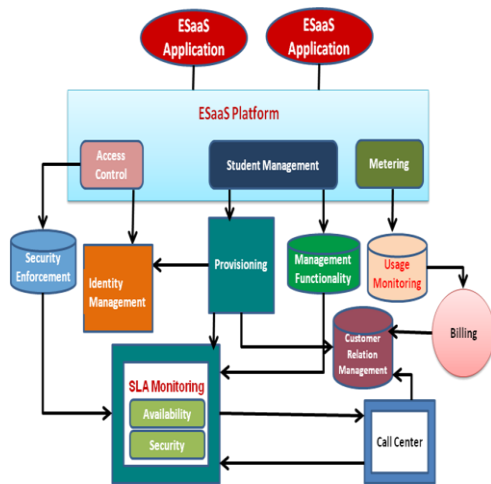 ESaaS
Application
ESaaS
Application
ESaaS Platform
Access
Control
Student Management
Metering
Security
Enforcement
Identity
Management
Provisioning
Management
Functionality
Usage
Monitoring
Customer
Relation
Management
Billing
SLA Monitoring
Availability
Security
Call Center